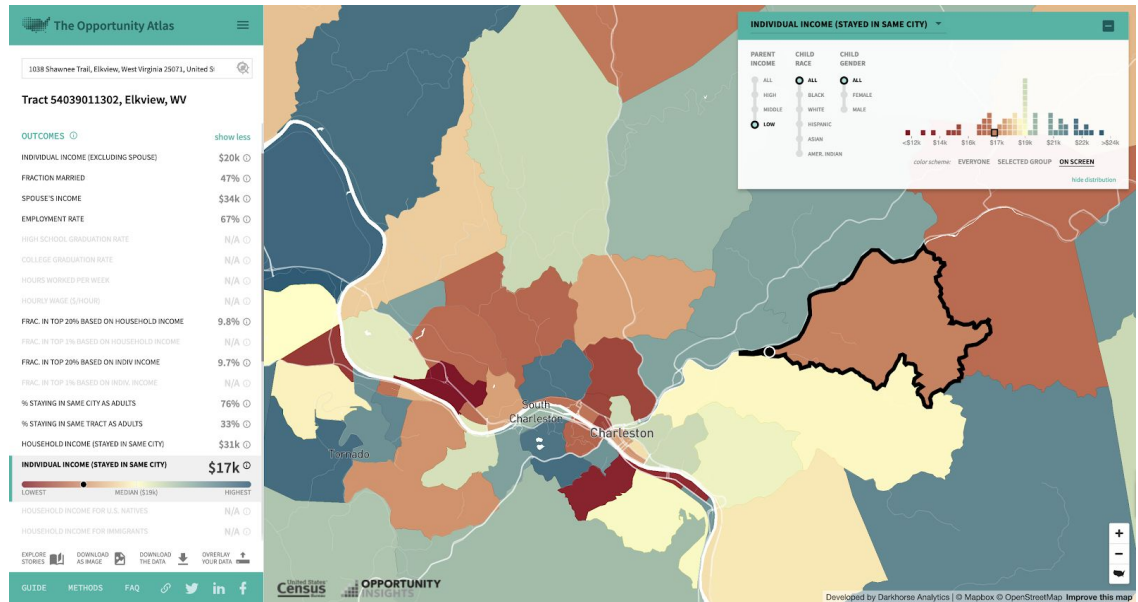 The Opportunity Atlas
1038 Shawnee Trail, Elkview, West Virginia 25071, United S
Tract 54039011302, Elkview, WV
OUTCOMES show less
INDIVIDUAL INCOME (EXCLUDING SPOUSE) $20k
FRACTION MARRIED 47%
SPOUSE'S INCOME $34k
EMPLOYMENT RATE 67%
HIGH SCHOOL GRADUATION RATE N/A
COLLEGE GRADUATION RATE N/A
HOURS WORKED PER WEEK N/A
HOURLY WAGE ($/HOUR) N/A
FRAC. IN TOP 20% BASED ON HOUSEHOLD INCOME 9.8%
FRAC. IN TOP 1% BASED ON HOUSEHOLD INCOME N/A
FRAC. IN TOP 20% BASED ON INDIV INCOME 9.7%
FRAC. IN TOP 1% BASED ON INDIV. INCOME N/A
% STAYING IN SAME CITY AS ADULTS 76%
% STAYING IN SAME TRACT AS ADULTS 33%
HOUSEHOLD INCOME (STAYED IN SAME CITY) $31k
INDIVIDUAL INCOME (STAYED IN SAME CITY) $17k
LOWEST MEDIAN ($19k) HIGHEST
HOUSEHOLD INCOME FOR U.S. NATIVES N/A
HOUSEHOLD INCOME FOR IMMIGRANTS N/A
EXPLORE STORIES
DOWNLOAD AS IMAGE
DOWNLOAD THE DATA
OVERLAY YOUR DATA
GUIDE METHODS FAQ
INDIVIDUAL INCOME (STAYED IN SAME CITY)
PARENT INCOME
ALL
HIGH
MIDDLE
LOW
CHILD RACE
ALL
BLACK
WHITE
HISPANIC
ASIAN
AMER. INDIAN
CHILD GENDER
ALL
FEMALE
MALE
<$12k $14k $16k $17k $19k $21k $22k >$24k
color scheme: EVERYONE SELECTED GROUP ON SCREEN
hide distribution
South
Charleston
Charleston
Tornado
United States
Census
Bureau
OPPORTUNITY
INSIGHTS
Developed by Darkhorse Analytics | © Mapbox © OpenStreetMap Improve this map